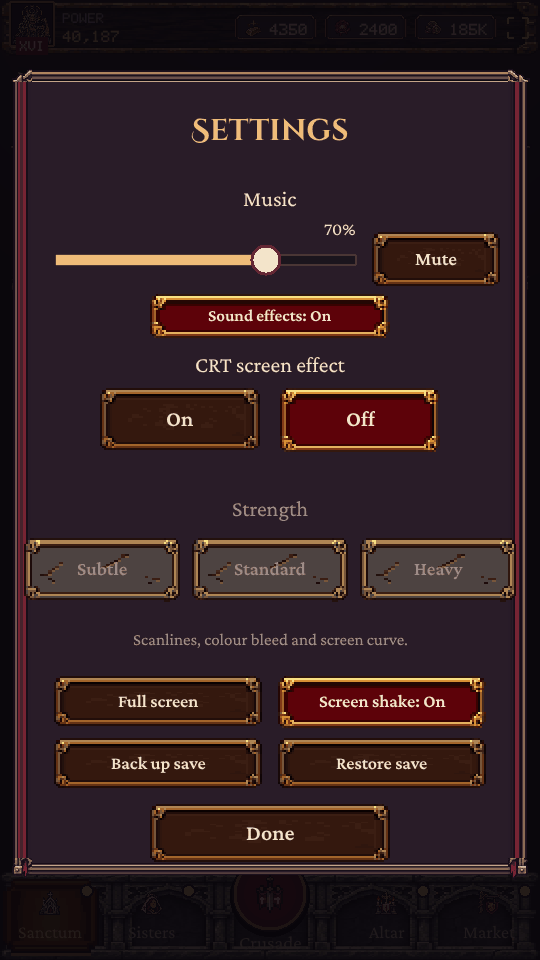 POWER
40,187
4350
2400
185K
XVI
Settings
Music
70%
Mute
Sound effects: On
CRT screen effect
On
Off
Strength
Subtle
Standard
Heavy
Scanlines, colour bleed and screen curve.
Full screen
Screen shake: On
Back up save
Restore save
Done
Sanctum
Sisters
Crusade
Altar
Market